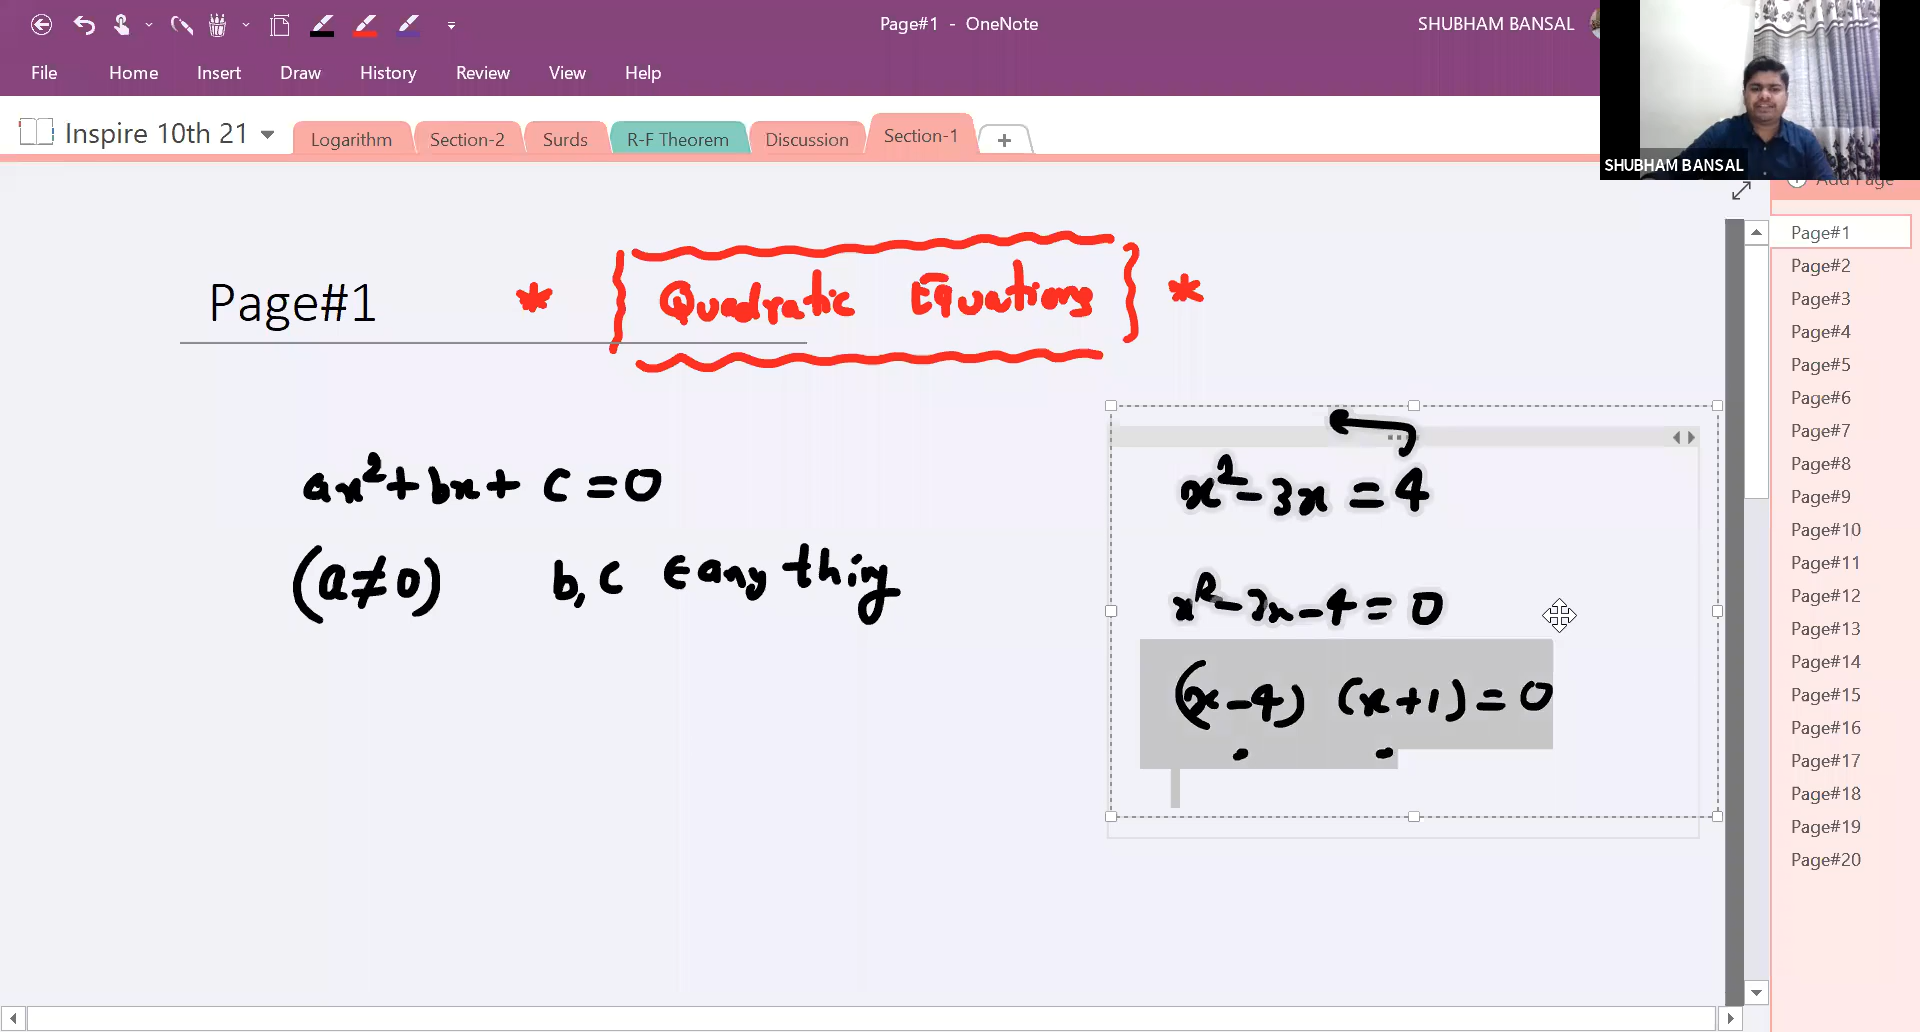 Page#1 - OneNote
SHUBHAM BANSAL
File Home Insert Draw History Review View Help
SHUBHAM BANSAL
Inspire 10th 21
Logarithm Section-2 Surds R-F Theorem Discussion Section-1 +
Add Page
Page#1
* Quadratic Equations *
ax²+bx+c=0
(a≠0) b,c ∈ any thing
x²-3x=4
x²-3x-4=0
(x-4) (x+1)=0
Page#1
Page#2
Page#3
Page#4
Page#5
Page#6
Page#7
Page#8
Page#9
Page#10
Page#11
Page#12
Page#13
Page#14
Page#15
Page#16
Page#17
Page#18
Page#19
Page#20